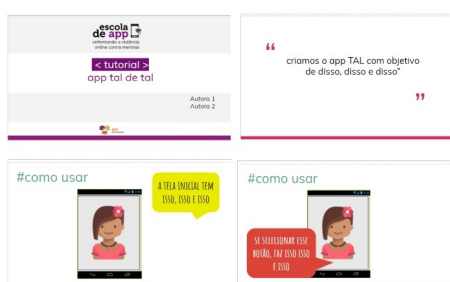 escola
de app
enfrentando a violência
online contra meninas
< tutorial >
app tal de tal
Autora 1
Autora 2
“
criamos o app TAL com objetivo
de disso, disso e disso”
”
#como usar
A TELA INICIAL TEM
ISSO, ISSO E ISSO
#como usar
SE SELECIONAR ESSE
BOTÃO, FAZ ISSO ISSO
E ISSO